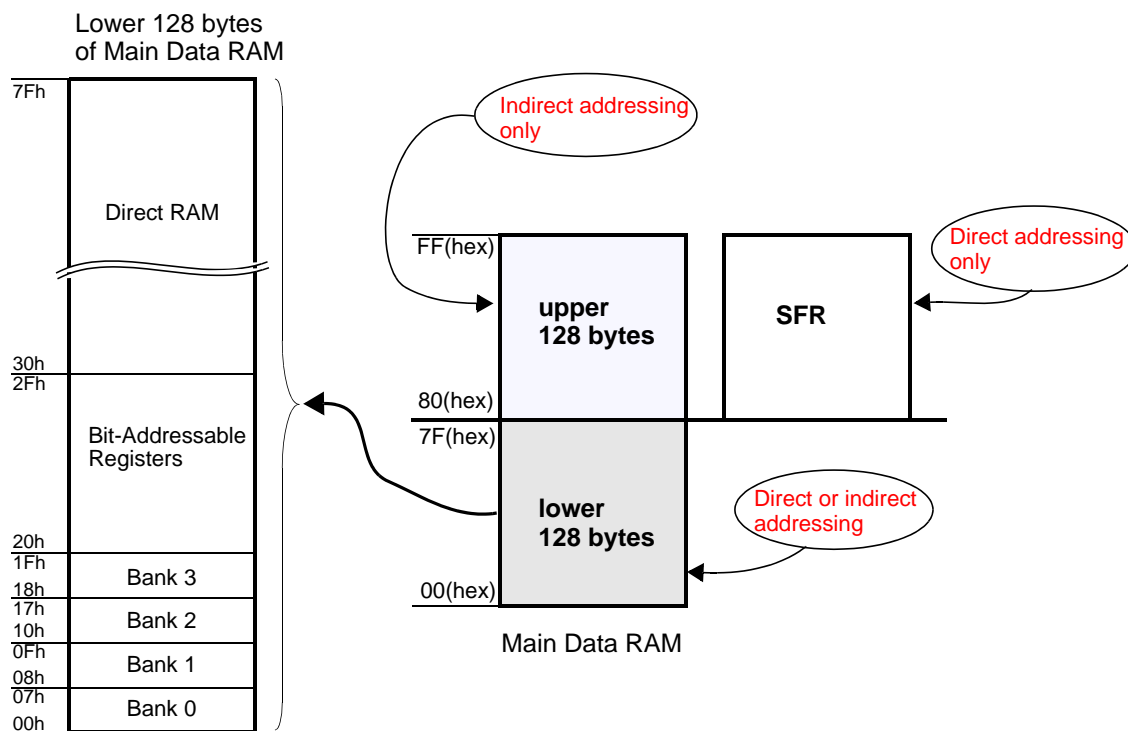 Lower 128 bytes
of Main Data RAM
7Fh
Direct RAM
30h
2Fh
Bit-Addressable
Registers
20h
1Fh
Bank 3
18h
17h
Bank 2
10h
0Fh
Bank 1
08h
07h
Bank 0
00h
Indirect addressing
only
FF(hex)
upper
128 bytes
80(hex)
SFR
Direct addressing
only
7F(hex)
lower
128 bytes
00(hex)
Direct or indirect
addressing
Main Data RAM